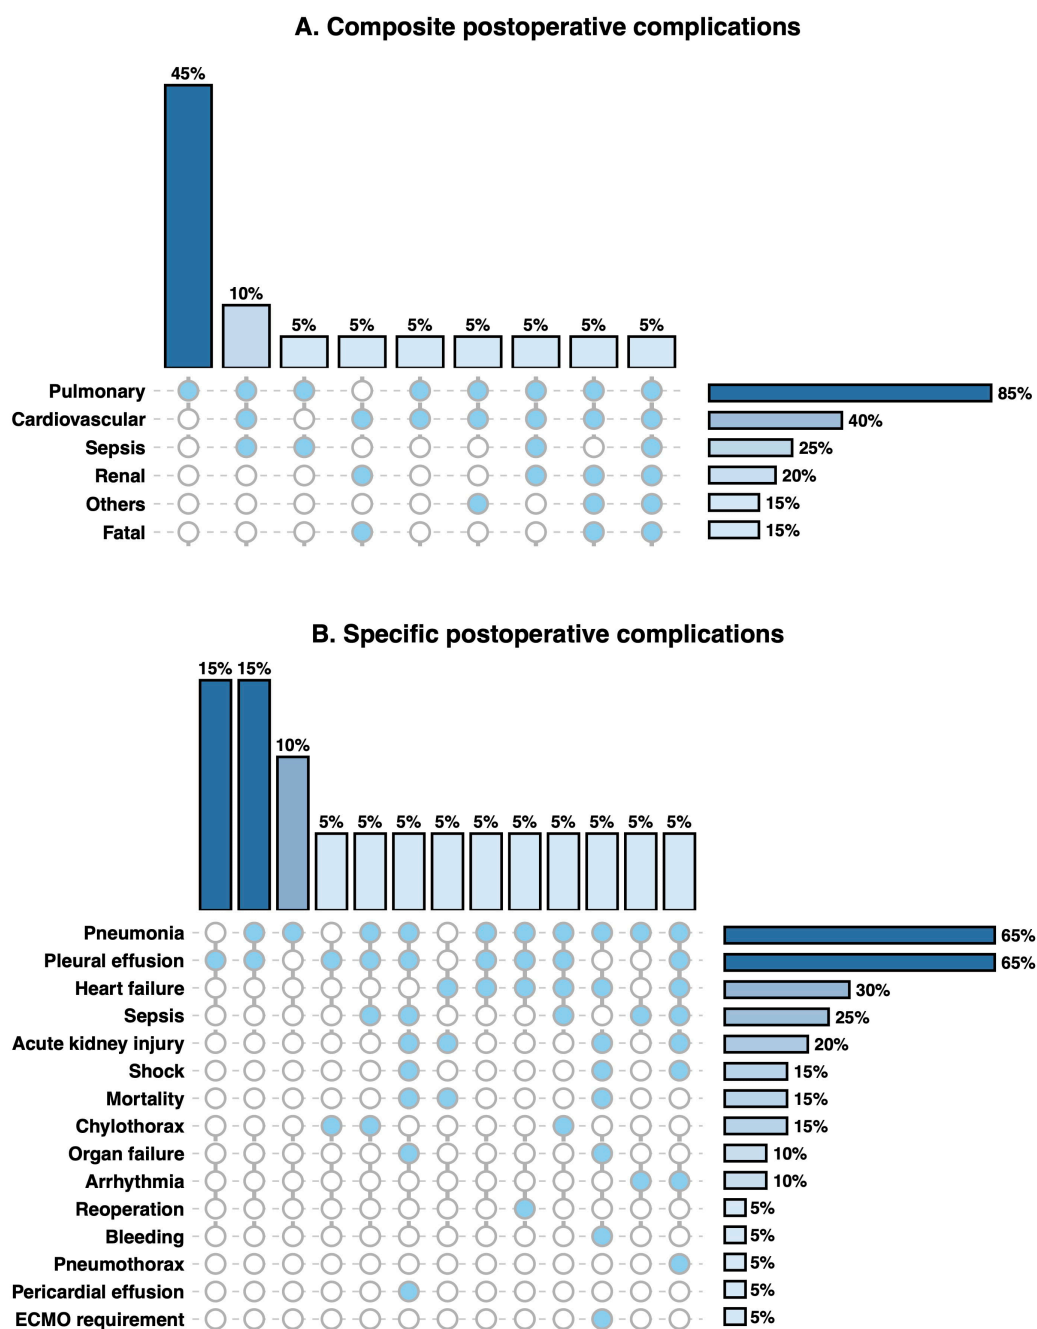 A. Composite postoperative complications
45%
10%
5% 5% 5% 5% 5% 5% 5%
Pulmonary 85%
Cardiovascular 40%
Sepsis 25%
Renal 20%
Others 15%
Fatal 15%
B. Specific postoperative complications
15% 15%
10%
5% 5% 5% 5% 5% 5% 5% 5% 5% 5%
Pneumonia 65%
Pleural effusion 65%
Heart failure 30%
Sepsis 25%
Acute kidney injury 20%
Shock 15%
Mortality 15%
Chylothorax 15%
Organ failure 10%
Arrhythmia 10%
Reoperation 5%
Bleeding 5%
Pneumothorax 5%
Pericardial effusion 5%
ECMO requirement 5%